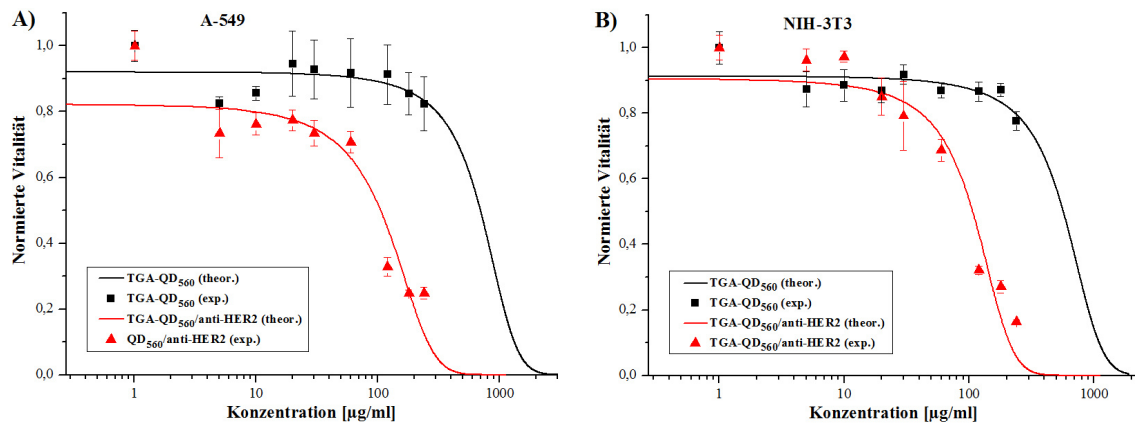 A)
A-549
Normierte Vitalität
1,0
0,8
0,6
0,4
0,2
0,0
TGA-QD560 (theor.)
TGA-QD560 (exp.)
TGA-QD560/anti-HER2 (theor.)
QD560/anti-HER2 (exp.)
1 10 100 1000
Konzentration [µg/ml]
B)
NIH-3T3
Normierte Vitalität
1,0
0,8
0,6
0,4
0,2
0,0
TGA-QD560 (theor.)
TGA-QD560 (exp.)
TGA-QD560/anti-HER2 (theor.)
TGA-QD560/anti-HER2 (exp.)
1 10 100 1000
Konzentration [µg/ml]